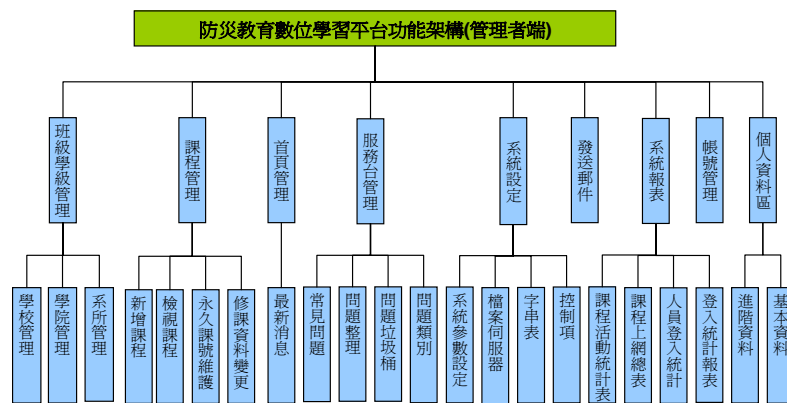 防災教育數位學習平台功能架構(管理者端)
班級學級管理
課程管理
首頁管理
服務台管理
系統設定
發送郵件
系統報表
帳號管理
個人資料區
學校管理
學院管理
系所管理
新增課程
檢視課程
永久課號維護
修課資料變更
最新消息
常見問題
問題整理
問題垃圾桶
問題類別
系統參數設定
檔案伺服器
字串表
控制項
課程活動統計表
課程上網總表
人員登入統計
登入統計報表
進階資料
基本資料